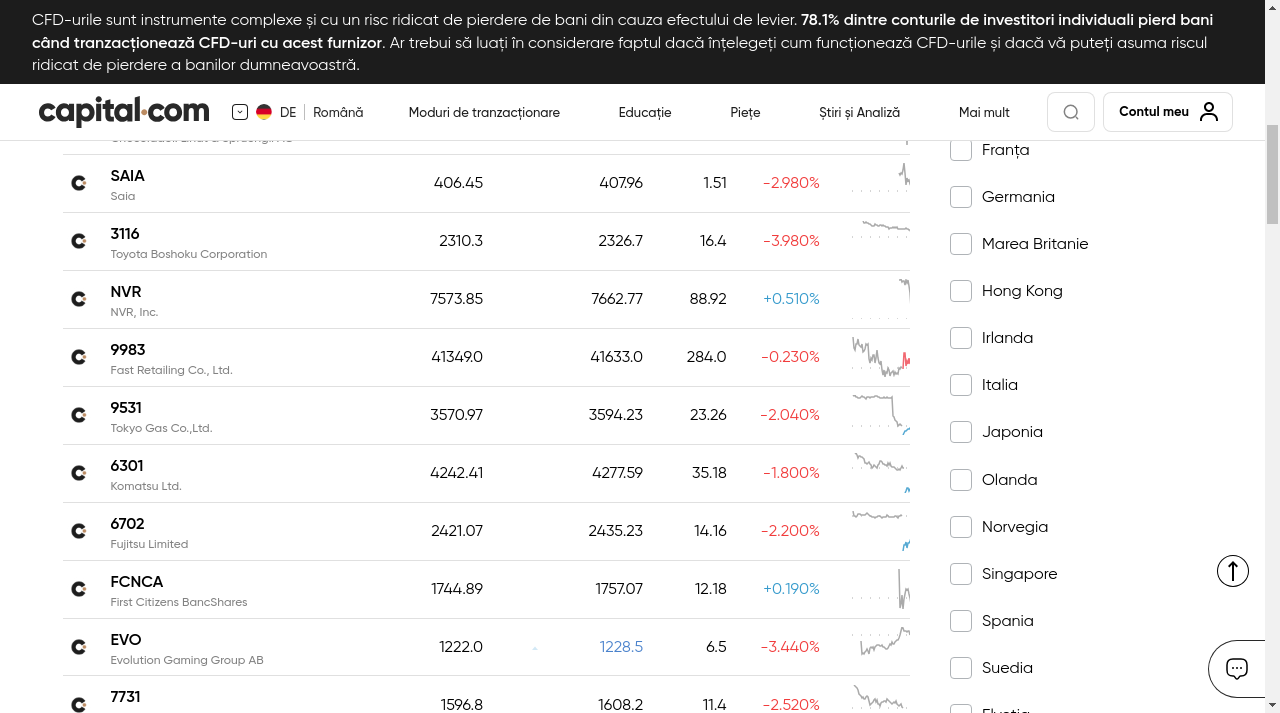 CFD-urile sunt instrumente complexe și cu un risc ridicat de pierdere de bani din cauza efectului de levier. 78.1% dintre conturile de investitori individuali pierd bani
când tranzacționează CFD-uri cu acest furnizor. Ar trebui să luați în considerare faptul dacă înțelegeți cum funcționează CFD-urile și dacă vă puteți asuma riscul
ridicat de pierdere a banilor dumneavoastră.
capital.com DE Română Moduri de tranzacționare Educație Piețe Știri și Analiză Mai mult Contul meu
Franța
SAIA 406.45 407.96 1.51 -2.980%
Saia
Germania
3116 2310.3 2326.7 16.4 -3.980%
Toyota Boshoku Corporation
Marea Britanie
NVR 7573.85 7662.77 88.92 +0.510%
NVR, Inc.
Hong Kong
9983 41349.0 41633.0 284.0 -0.230%
Fast Retailing Co., Ltd.
Irlanda
Italia
9531 3570.97 3594.23 23.26 -2.040%
Tokyo Gas Co.,Ltd.
Japonia
6301 4242.41 4277.59 35.18 -1.800%
Komatsu Ltd.
Olanda
6702 2421.07 2435.23 14.16 -2.200%
Fujitsu Limited
Norvegia
FCNCA 1744.89 1757.07 12.18 +0.190%
First Citizens BancShares
Singapore
Spania
EVO 1222.0 1228.5 6.5 -3.440%
Evolution Gaming Group AB
Suedia
7731 1596.8 1608.2 11.4 -2.520%